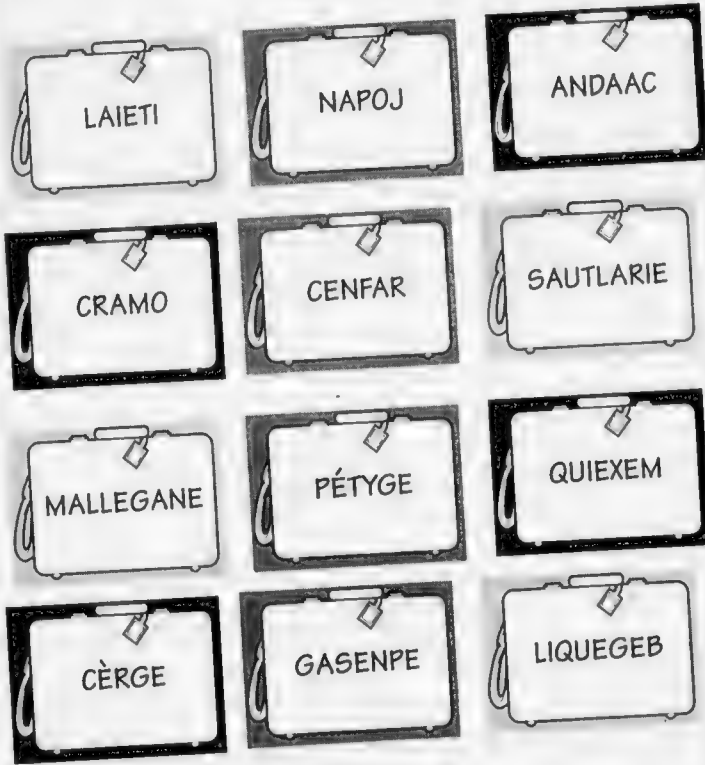 LAIETI
NAPOJ
ANDAAC
CRAMO
CENFAR
SAUTLARIE
MALLEGANE
PÉTYGE
QUIEXEM
CÈRGE
GASENPE
LIQUEGEB